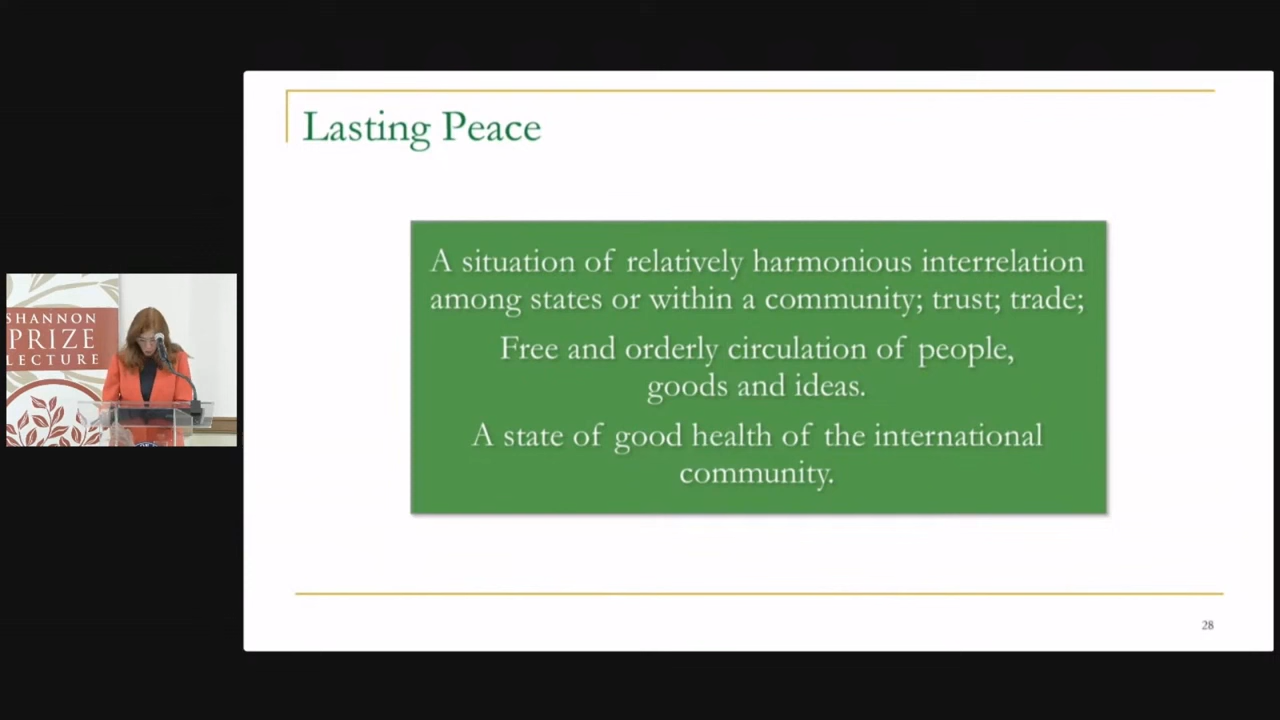 Lasting Peace
A situation of relatively harmonious interrelation
among states or within a community; trust; trade;
Free and orderly circulation of people,
goods and ideas.
A state of good health of the international
community.
28
SHANNON
PRIZE
LECTURE